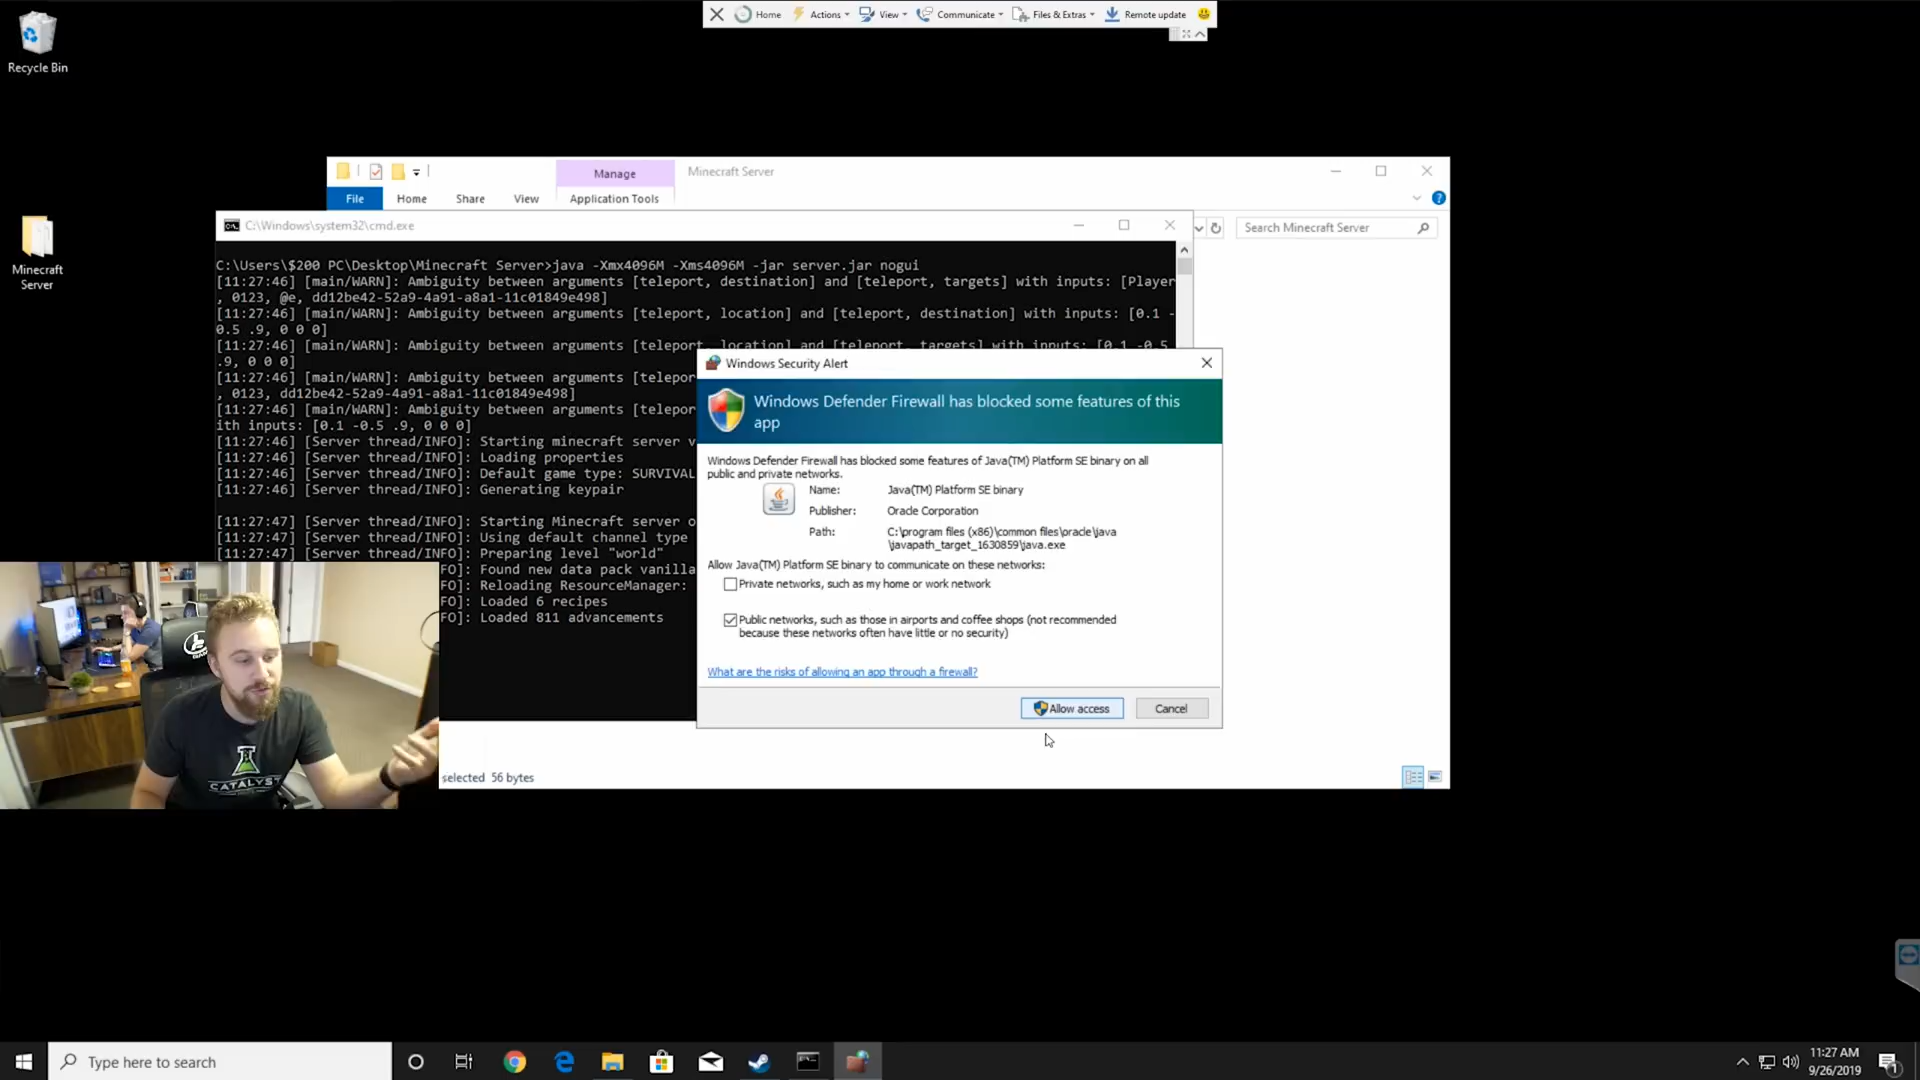 Home
Actions
View
Communicate
Files & Extras
Remote update
Recycle Bin
Minecraft
Server
Manage
Minecraft Server
File
Home
Share
View
Application Tools
C:\Windows\system32\cmd.exe
Search Minecraft Server
C:\Users\$200 PC\Desktop\Minecraft Server>java -Xmx4096M -Xms4096M -jar server.jar nogui
[11:27:46] [main/WARN]: Ambiguity between arguments [teleport, destination] and [teleport, targets] with inputs: [Player
, 0123, @e, dd12be42-52a9-4a91-a8a1-11c01849e498]
[11:27:46] [main/WARN]: Ambiguity between arguments [teleport, location] and [teleport, destination] with inputs: [0.1 -
0.5 .9, 0 0 0]
[11:27:46] [main/WARN]: Ambiguity between arguments [teleport, location] and [teleport, targets] with inputs: [0.1 -0.5
.9, 0 0 0]
[11:27:46] [main/WARN]: Ambiguity between arguments [telepor
, 0123, dd12be42-52a9-4a91-a8a1-11c01849e498]
[11:27:46] [main/WARN]: Ambiguity between arguments [telepor
ith inputs: [0.1 -0.5 .9, 0 0 0]
[11:27:46] [Server thread/INFO]: Starting minecraft server v
[11:27:46] [Server thread/INFO]: Loading properties
[11:27:46] [Server thread/INFO]: Default game type: SURVIVAL
[11:27:46] [Server thread/INFO]: Generating keypair
[11:27:47] [Server thread/INFO]: Starting Minecraft server o
[11:27:47] [Server thread/INFO]: Using default channel type
[11:27:47] [Server thread/INFO]: Preparing level "world"
FO]: Found new data pack vanilla
FO]: Reloading ResourceManager:
FO]: Loaded 6 recipes
FO]: Loaded 811 advancements
Windows Security Alert
Windows Defender Firewall has blocked some features of this
app
Windows Defender Firewall has blocked some features of Java(TM) Platform SE binary on all
public and private networks.
Name: Java(TM) Platform SE binary
Publisher: Oracle Corporation
Path: C:\program files (x86)\common files\oracle\java
\javapath_target_1630859\java.exe
Allow Java(TM) Platform SE binary to communicate on these networks:
Private networks, such as my home or work network
Public networks, such as those in airports and coffee shops (not recommended
because these networks often have little or no security)
What are the risks of allowing an app through a firewall?
Allow access
Cancel
CATALYST
selected 56 bytes
Type here to search
11:27 AM
9/26/2019
1